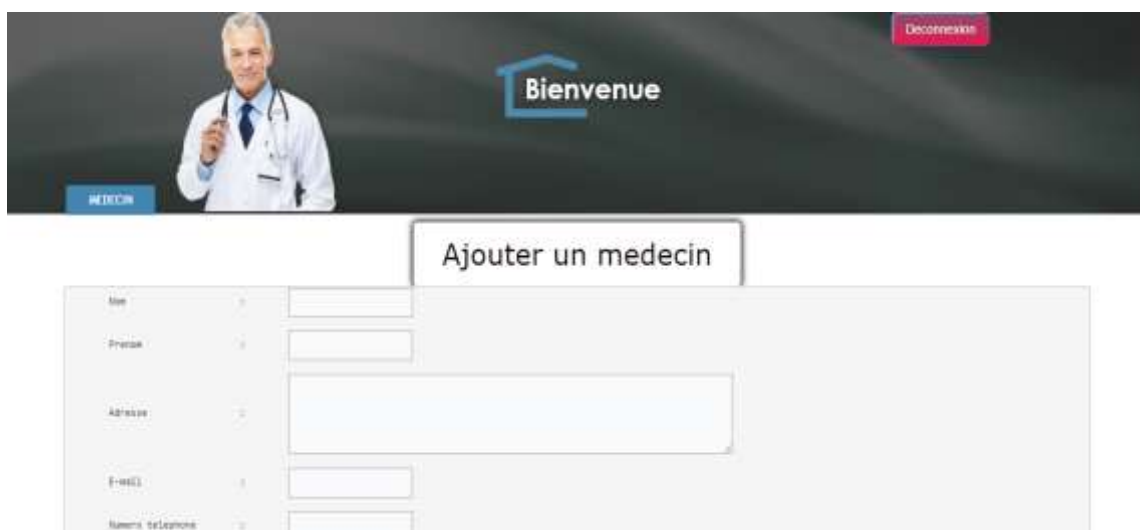 Deconnexion
Bienvenue
MEDECIN
Ajouter un medecin
Nom :
Prenom :
Adresse :
E-mail :
Numero telephone :